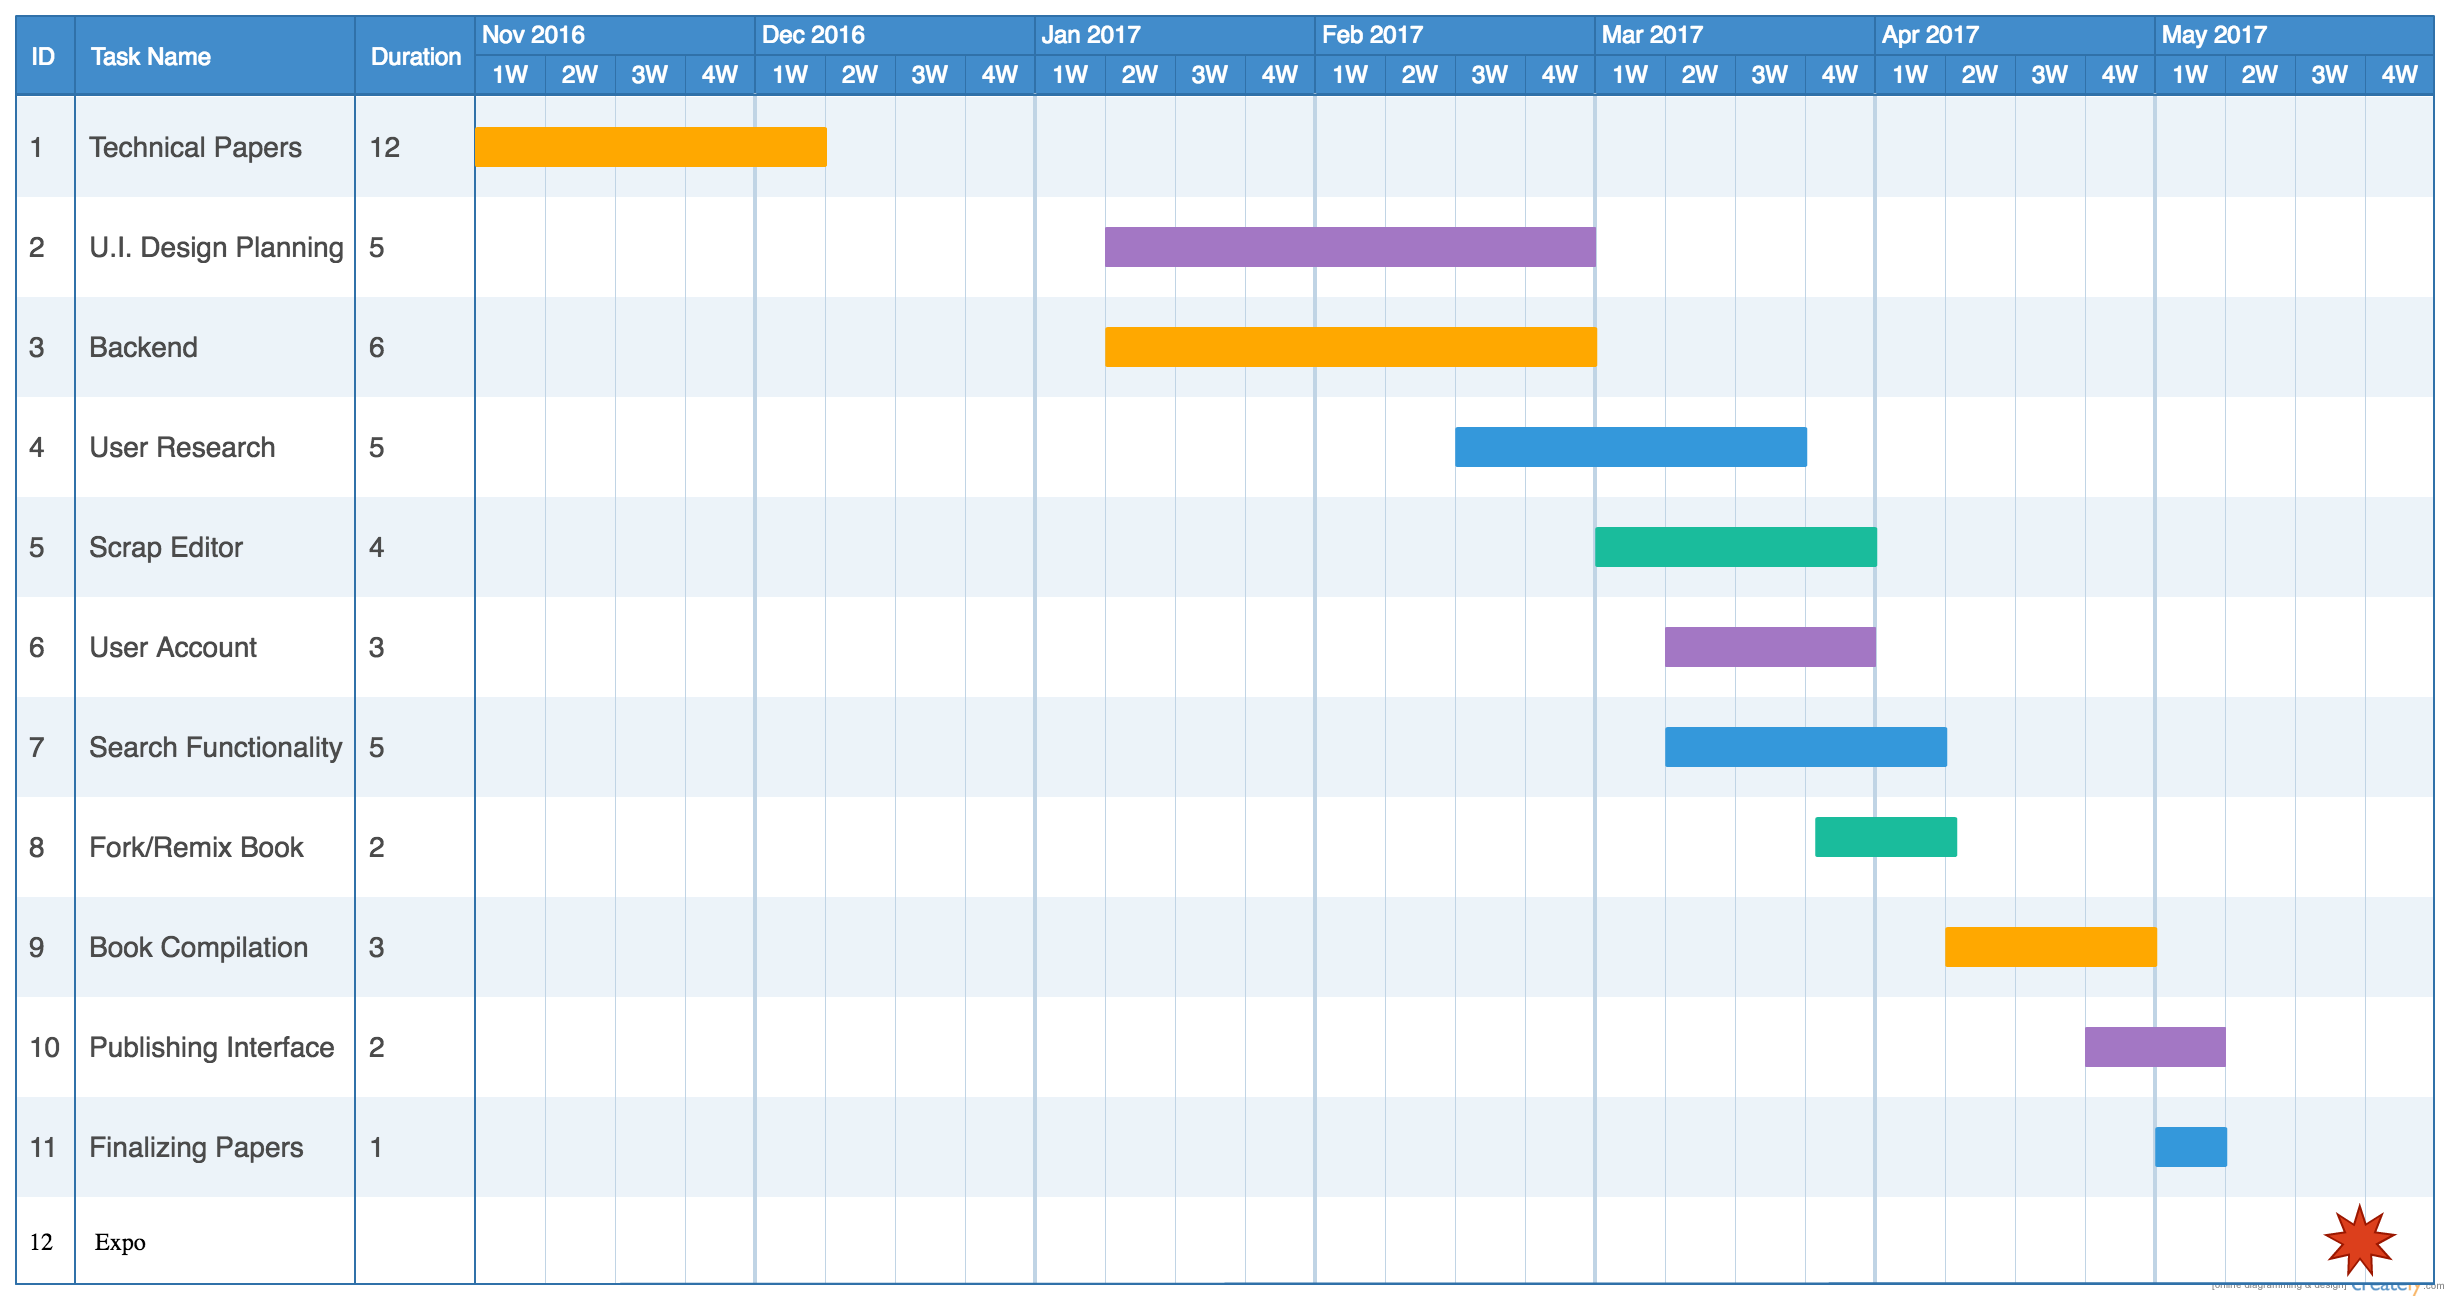 ID Task Name Duration Nov 2016 Dec 2016 Jan 2017 Feb 2017 Mar 2017 Apr 2017 May 2017
1W 2W 3W 4W 1W 2W 3W 4W 1W 2W 3W 4W 1W 2W 3W 4W 1W 2W 3W 4W 1W 2W 3W 4W 1W 2W 3W 4W
1 Technical Papers 12
2 U.I. Design Planning 5
3 Backend 6
4 User Research 5
5 Scrap Editor 4
6 User Account 3
7 Search Functionality 5
8 Fork/Remix Book 2
9 Book Compilation 3
10 Publishing Interface 2
11 Finalizing Papers 1
12 Expo
[online diagramming & design] creately.com